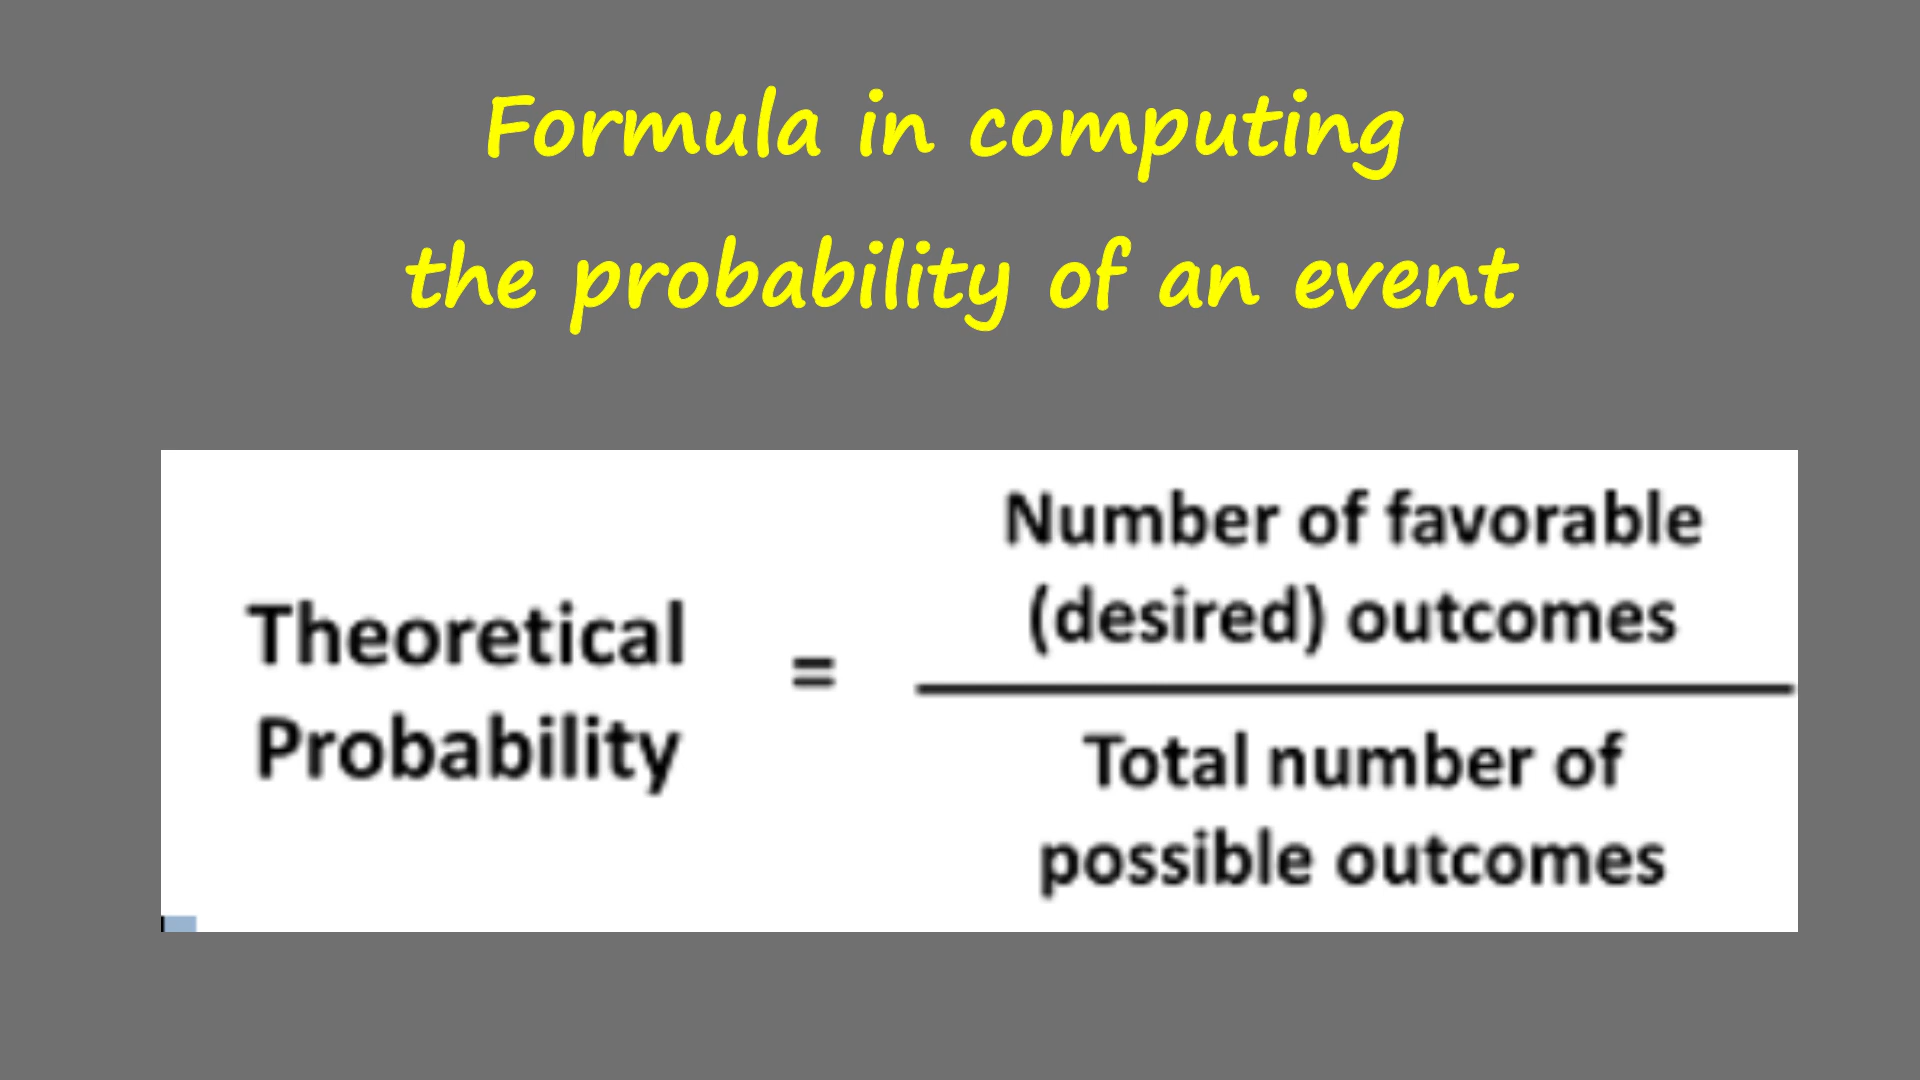 Formula in computing
the probability of an event
Theoretical
Probability
=
Number of favorable
(desired) outcomes
Total number of
possible outcomes